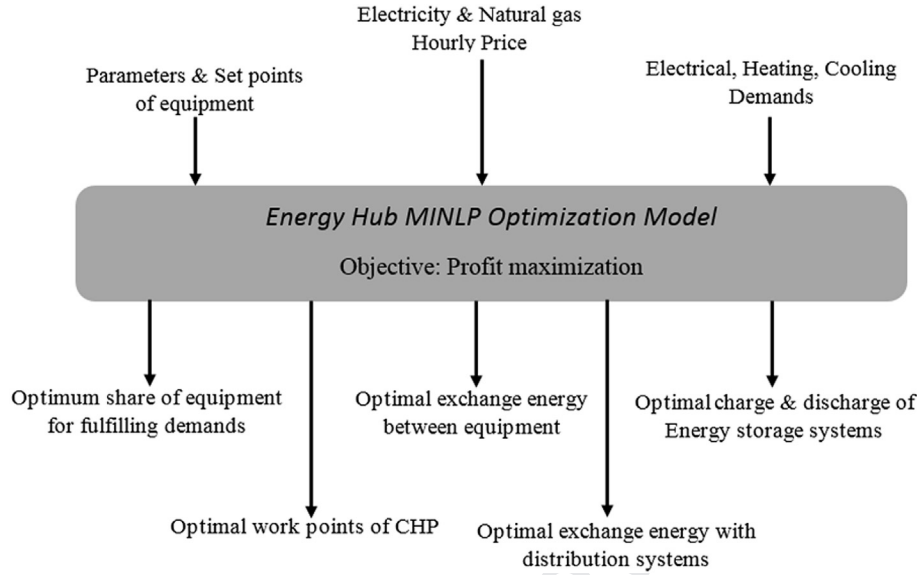 Electricity & Natural gas
Hourly Price
Parameters & Set points
of equipment
Electrical, Heating, Cooling
Demands
Energy Hub MINLP Optimization Model
Objective: Profit maximization
Optimum share of equipment
for fulfilling demands
Optimal exchange energy
between equipment
Optimal charge & discharge of
Energy storage systems
Optimal work points of CHP
Optimal exchange energy with
distribution systems